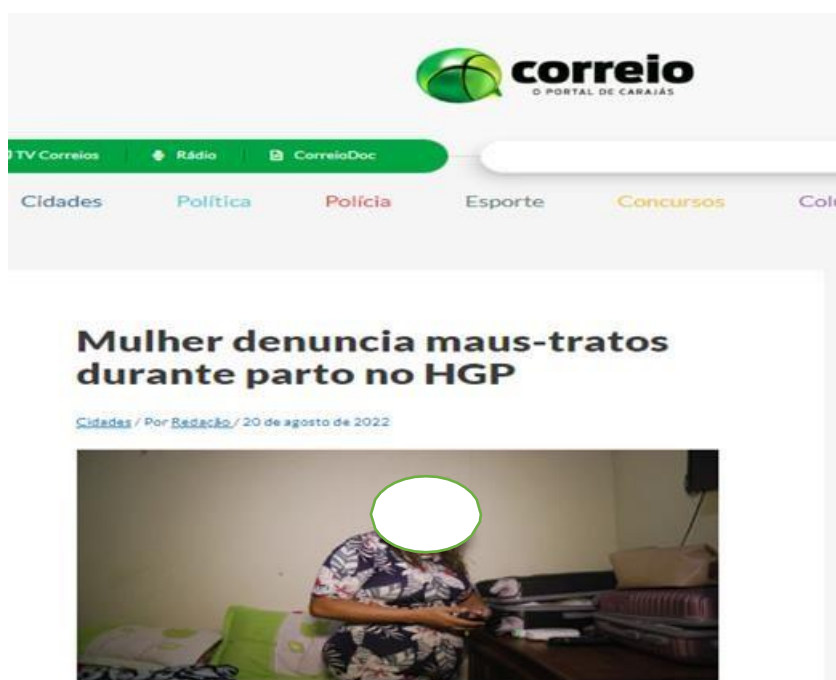 correio
O PORTAL DE CARAJÁS
TV Correios Rádio CorreioDoc
Cidades Política Polícia Esporte Concursos
Mulher denuncia maus-tratos
durante parto no HGP
Cidades / Por Redação / 20 de agosto de 2022